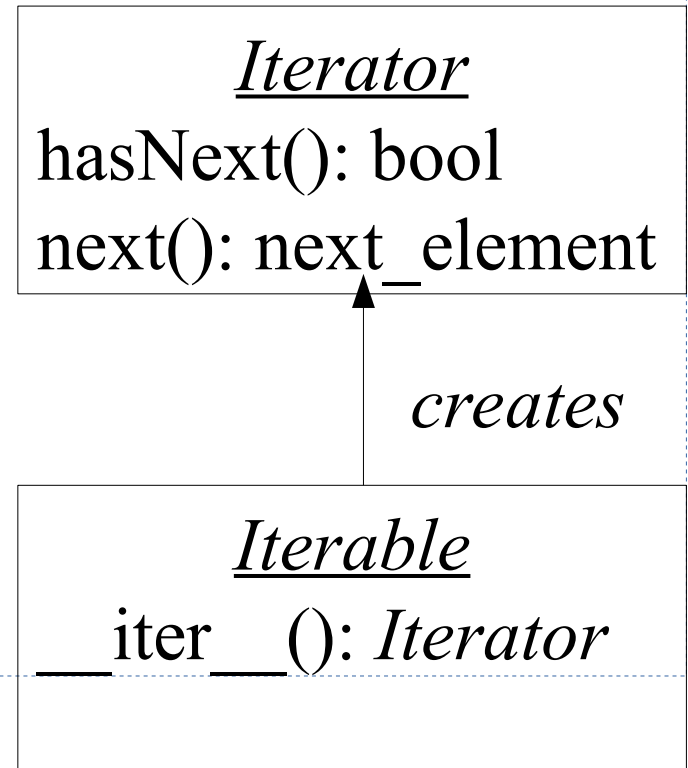 Iterator
hasNext(): bool
next(): next_element
creates
Iterable
__iter__(): Iterator